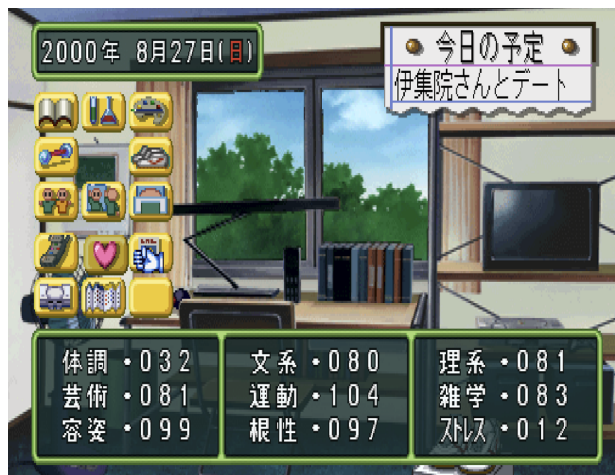 2000年 8月27日(日)
今日の予定
伊集院さんとデート
体調・032 文系・080 理系・081
芸術・081 運動・104 雑学・083
容姿・099 根性・097 ストレス・012